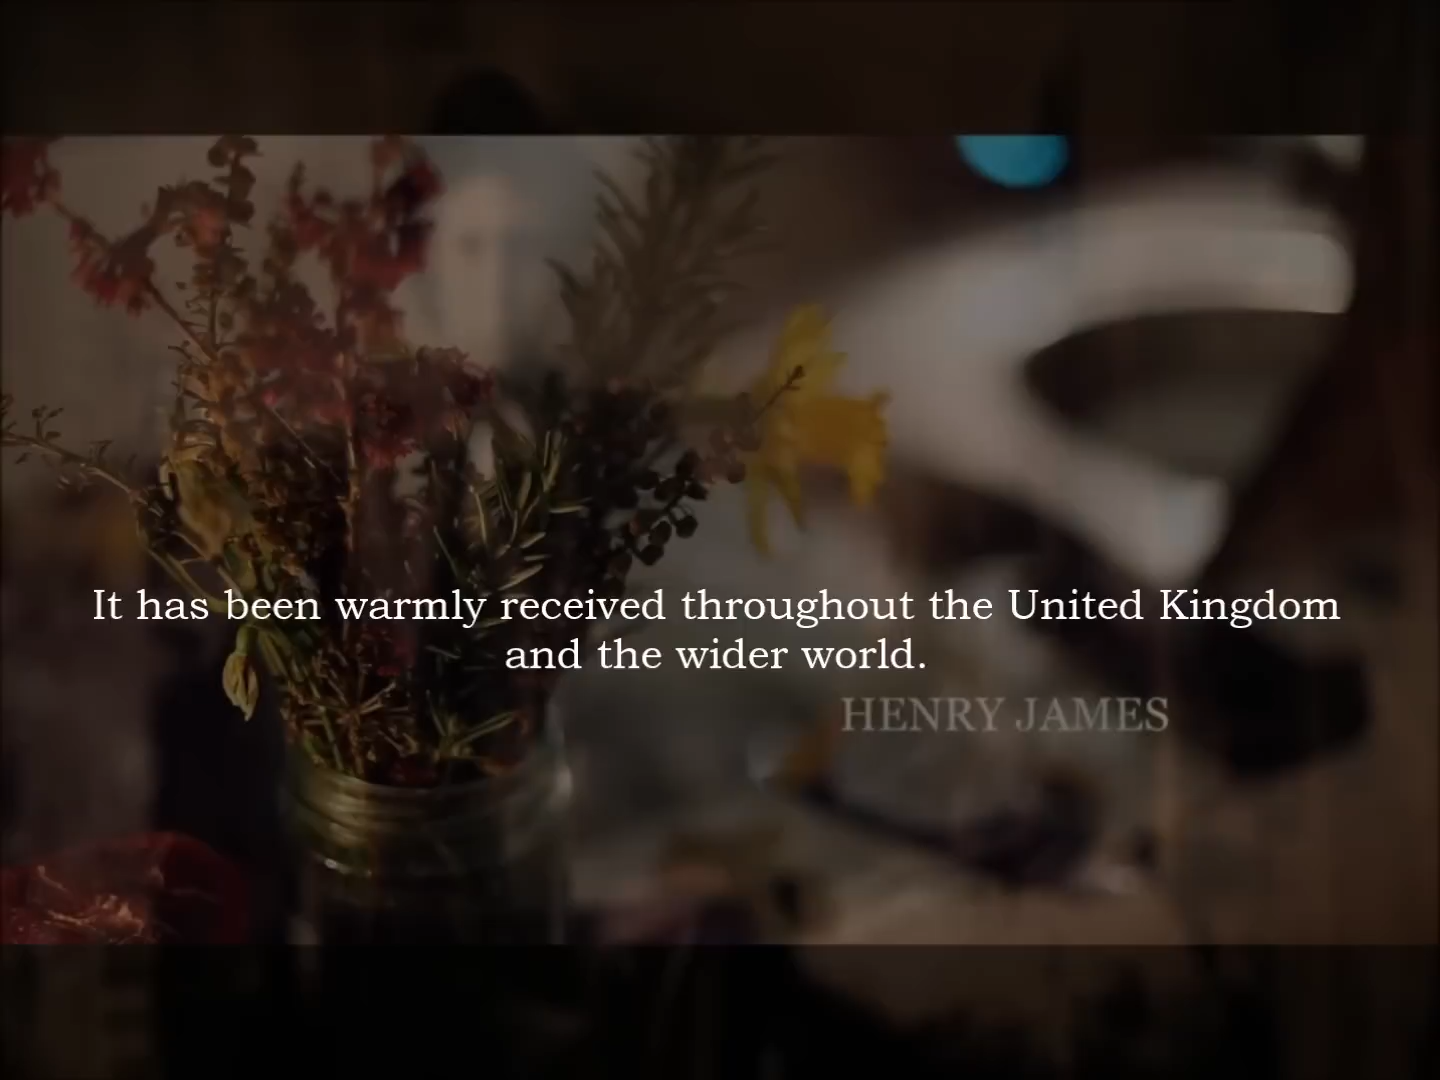 It has been warmly received throughout the United Kingdom
and the wider world.
HENRY JAMES